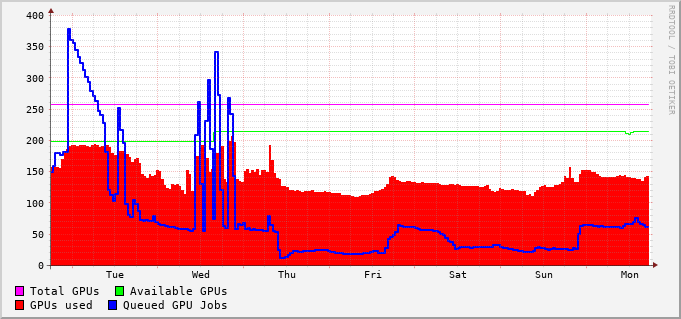 400
350
300
250
200
150
100
50
0
Tue Wed Thu Fri Sat Sun Mon
Total GPUs Available GPUs
GPUs used Queued GPU Jobs
RRDTOOL / TOBI OETIKER